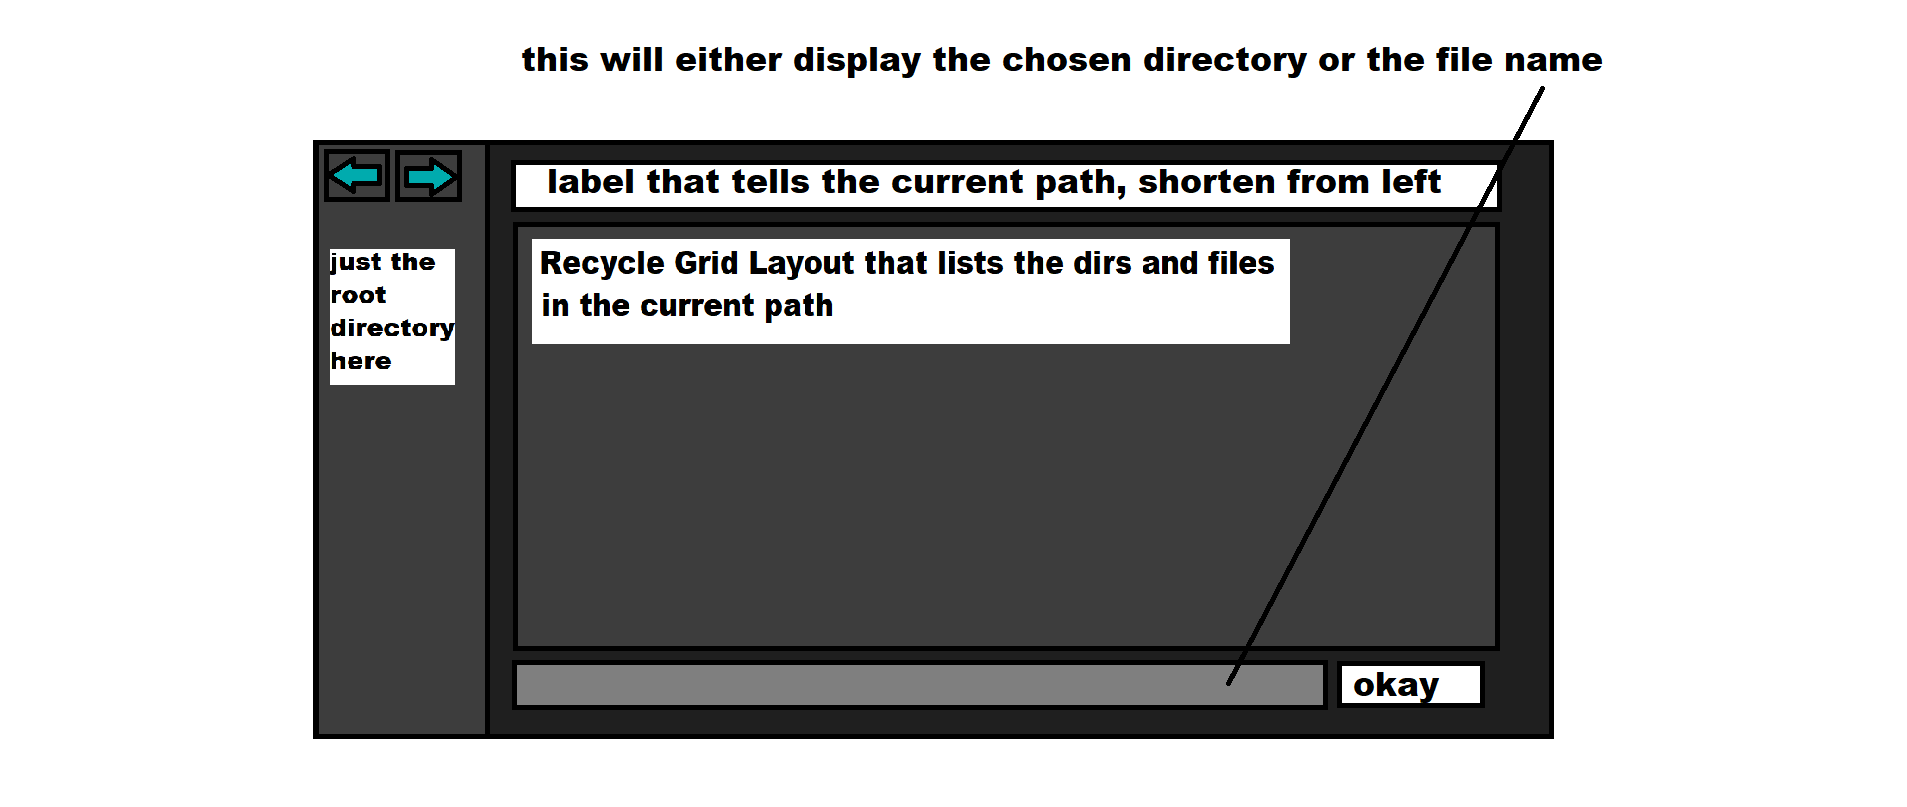 this will either display the chosen directory or the file name
label that tells the current path, shorten from left
just the
root
directory
here
Recycle Grid Layout that lists the dirs and files
in the current path
okay